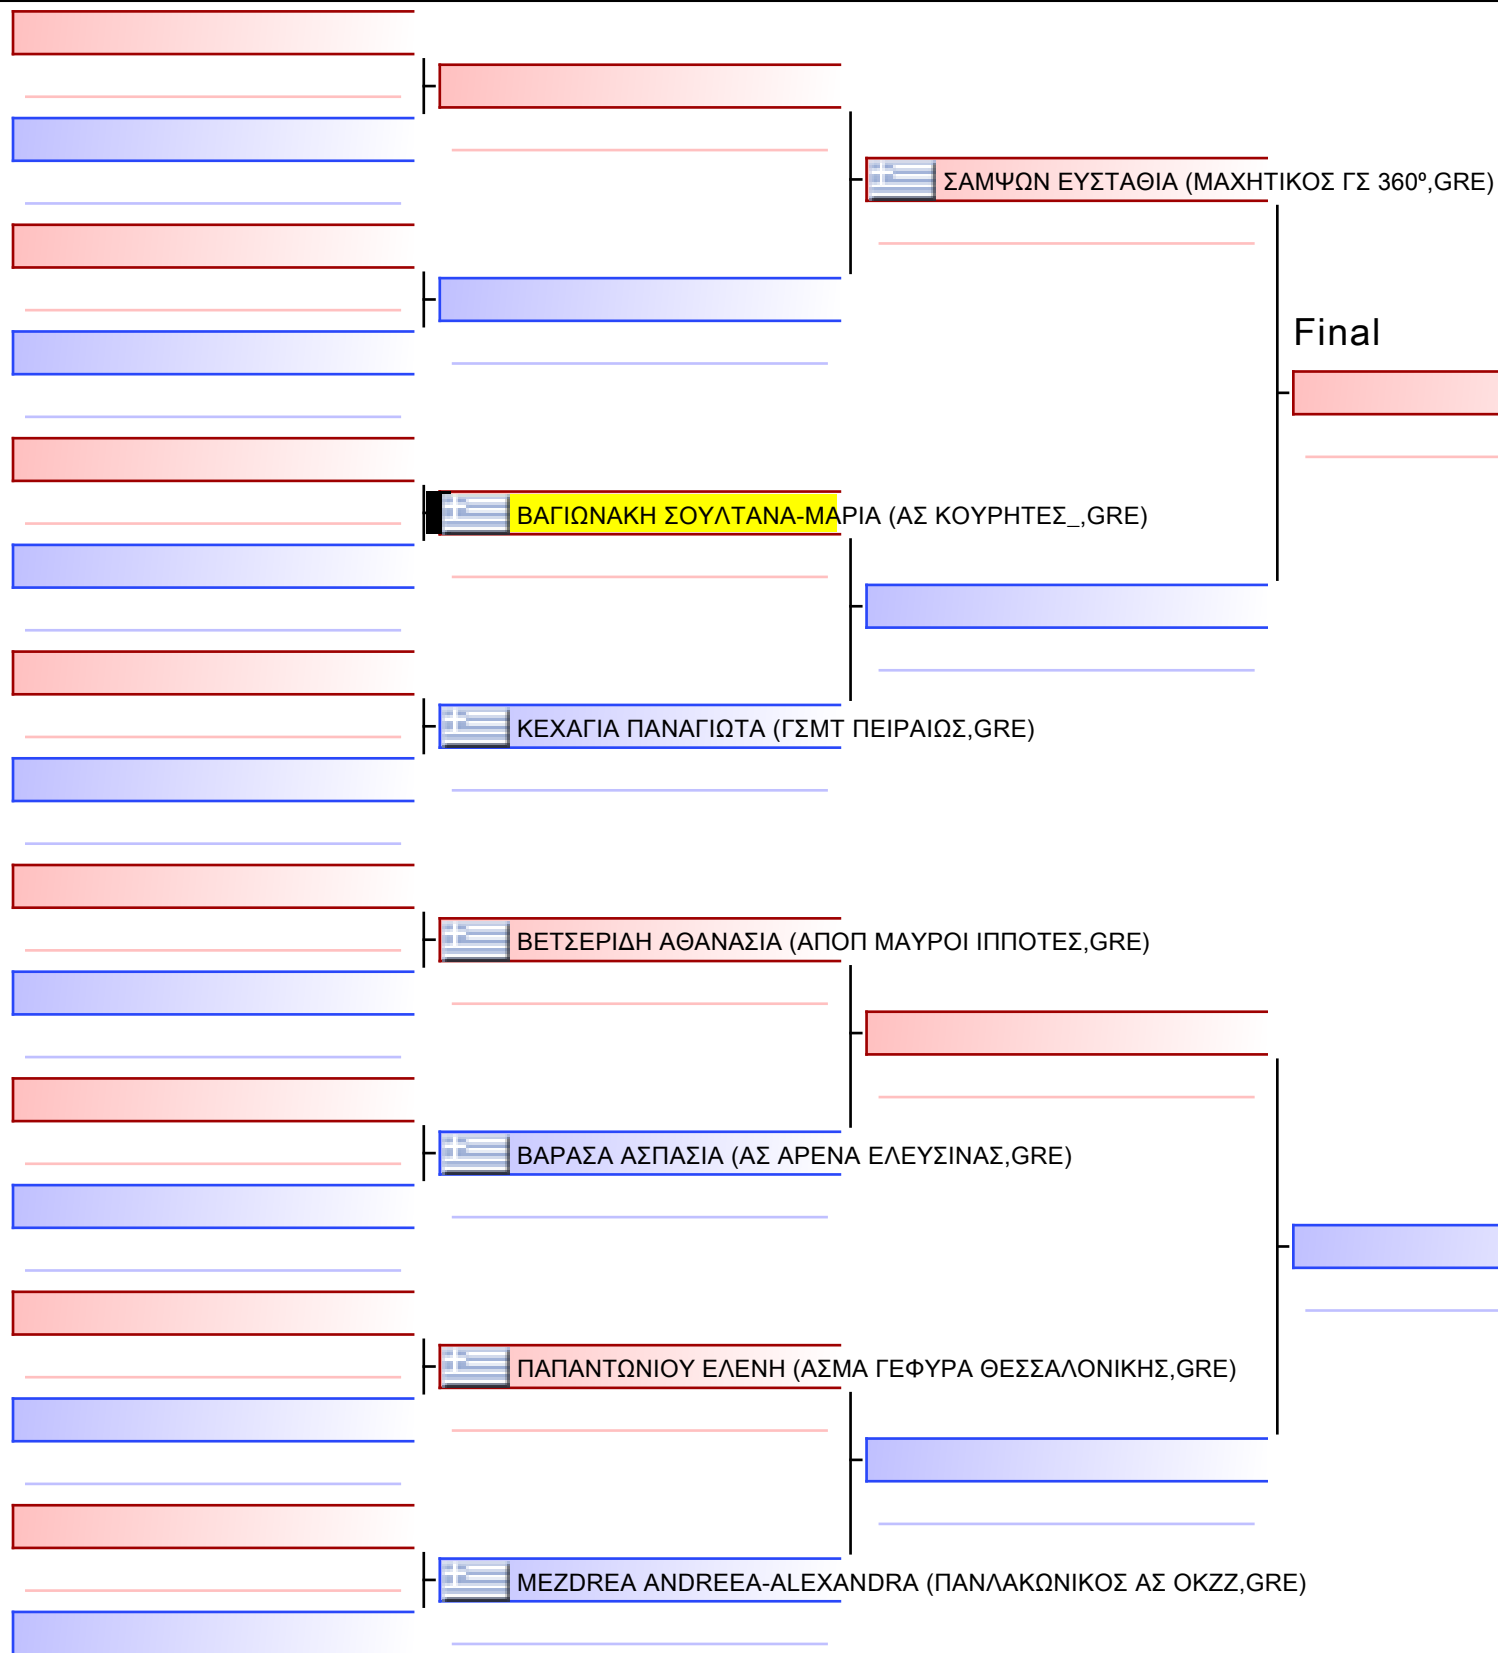 ΣΑΜΨΩΝ ΕΥΣΤΑΘΙΑ (ΜΑΧΗΤΙΚΟΣ ΓΣ 360º,GRE)
Final
ΒΑΓΙΩΝΑΚΗ ΣΟΥΛΤΑΝΑ-ΜΑΡΙΑ (ΑΣ ΚΟΥΡΗΤΕΣ_,GRE)
ΚΕΧΑΓΙΑ ΠΑΝΑΓΙΩΤΑ (ΓΣΜΤ ΠΕΙΡΑΙΩΣ,GRE)
ΒΕΤΣΕΡΙΔΗ ΑΘΑΝΑΣΙΑ (ΑΠΟΠ ΜΑΥΡΟΙ ΙΠΠΟΤΕΣ,GRE)
ΒΑΡΑΣΑ ΑΣΠΑΣΙΑ (ΑΣ ΑΡΕΝΑ ΕΛΕΥΣΙΝΑΣ,GRE)
ΠΑΠΑΝΤΩΝΙΟΥ ΕΛΕΝΗ (ΑΣΜΑ ΓΕΦΥΡΑ ΘΕΣΣΑΛΟΝΙΚΗΣ,GRE)
MEZDREA ANDREEA-ALEXANDRA (ΠΑΝΛΑΚΩΝΙΚΟΣ ΑΣ ΟΚΖΖ,GRE)